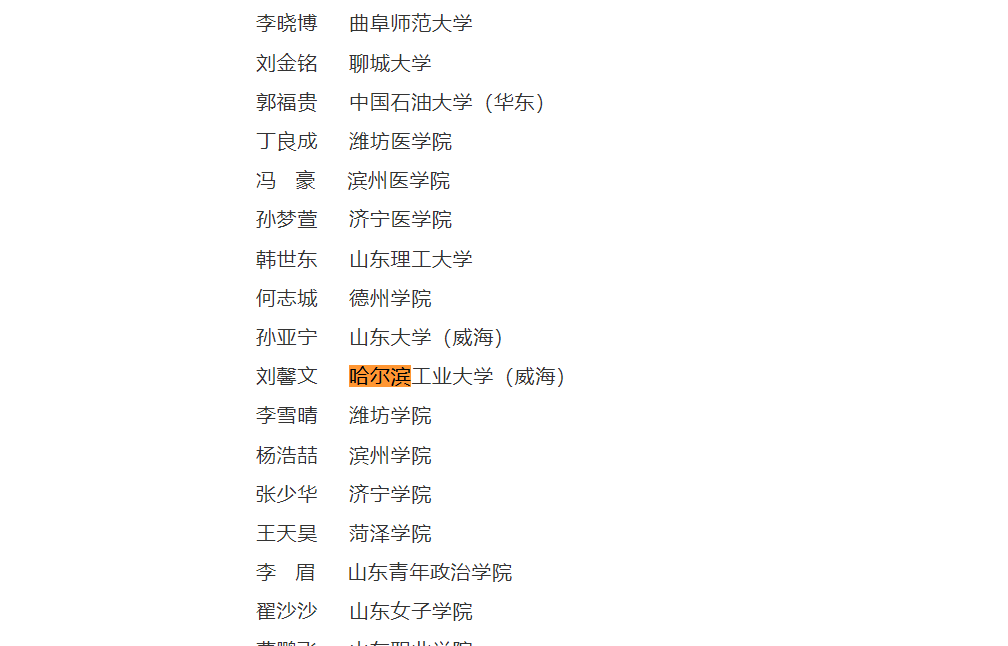 李晓博 曲阜师范大学
刘金铭 聊城大学
郭福贵 中国石油大学（华东）
丁良成 潍坊医学院
冯 豪 滨州医学院
孙梦萱 济宁医学院
韩世东 山东理工大学
何志城 德州学院
孙亚宁 山东大学（威海）
刘馨文 哈尔滨工业大学（威海）
李雪晴 潍坊学院
杨浩喆 滨州学院
张少华 济宁学院
王天昊 菏泽学院
李 眉 山东青年政治学院
翟沙沙 山东女子学院